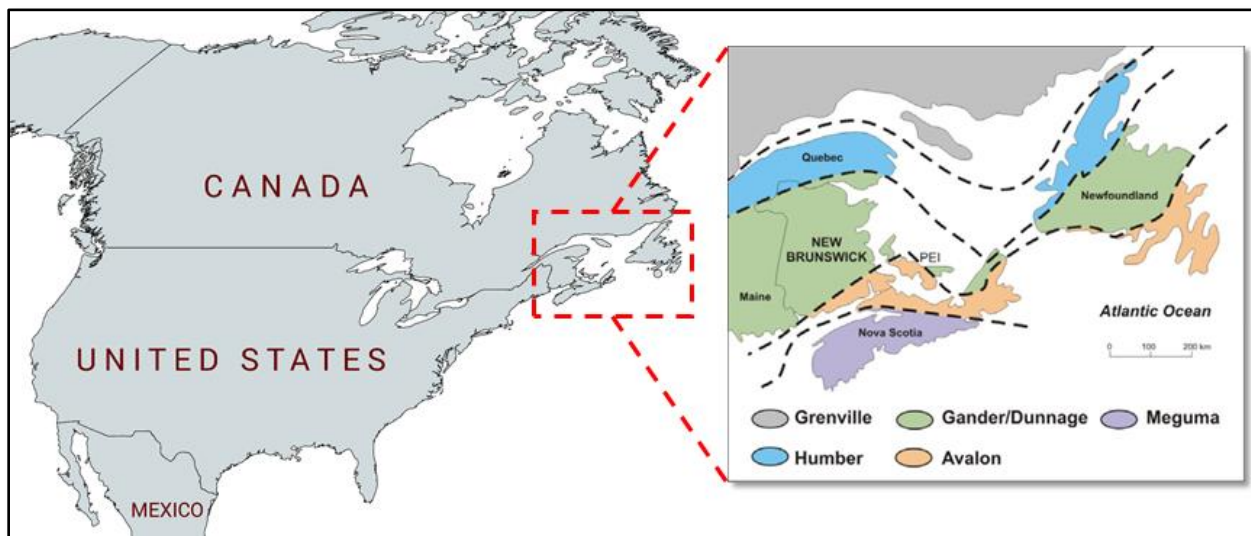 CANADA
UNITED STATES
MEXICO
Quebec
Newfoundland
NEW
BRUNSWICK
PEI
Maine
Nova Scotia
Atlantic Ocean
0 100 200 km
Grenville
Gander/Dunnage
Meguma
Humber
Avalon